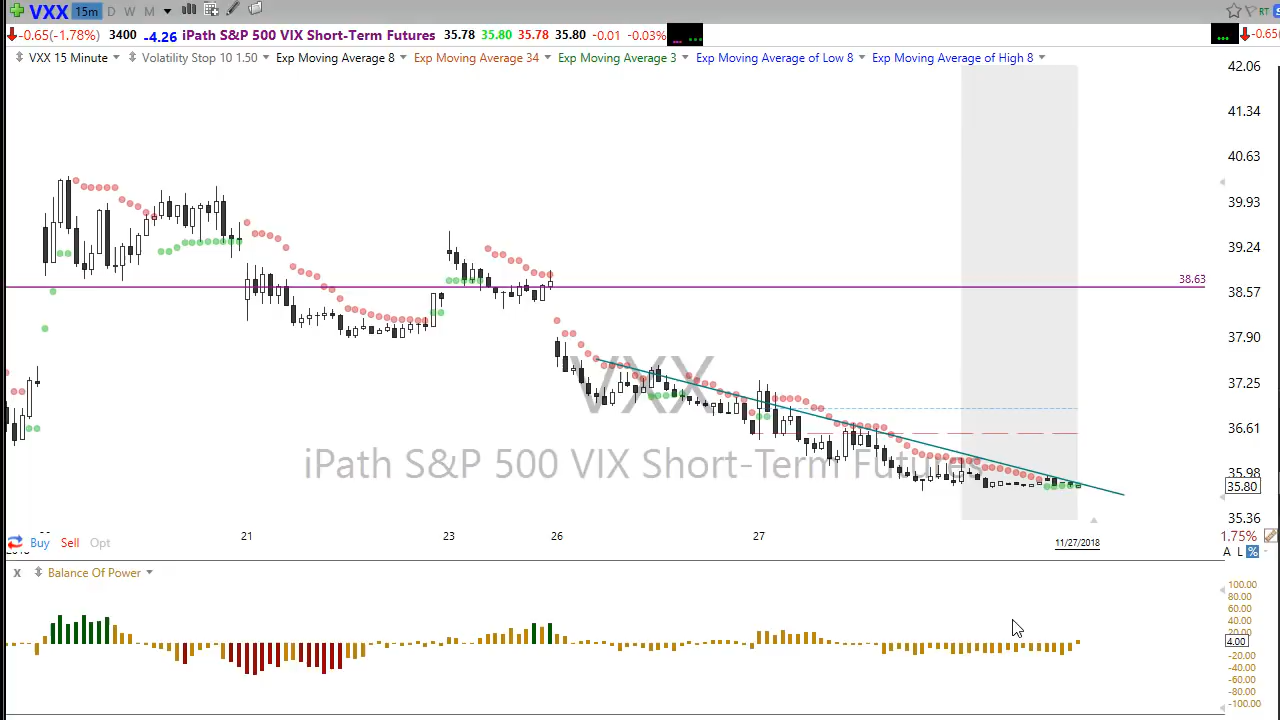 VXX 15m D W M
-0.65(-1.78%) 3400 -4.26 iPath S&P 500 VIX Short-Term Futures 35.78 35.80 35.78 35.80 -0.01 -0.03%
RT
-0.65(
VXX 15 Minute Volatility Stop 10 1.50 Exp Moving Average 8 Exp Moving Average 34 Exp Moving Average 3 Exp Moving Average of Low 8 Exp Moving Average of High 8
42.06
41.34
40.63
39.93
39.24
38.63
38.57
37.90
37.25
36.61
35.98
35.80
35.36
VXX
iPath S&P 500 VIX Short-Term Futures
21 23 26 27
1.75%
Buy Sell Opt
11/27/2018
A L %
X Balance Of Power
100.00
80.00
60.00
40.00
20.00
4.00
-20.00
-40.00
-60.00
-80.00
-100.00